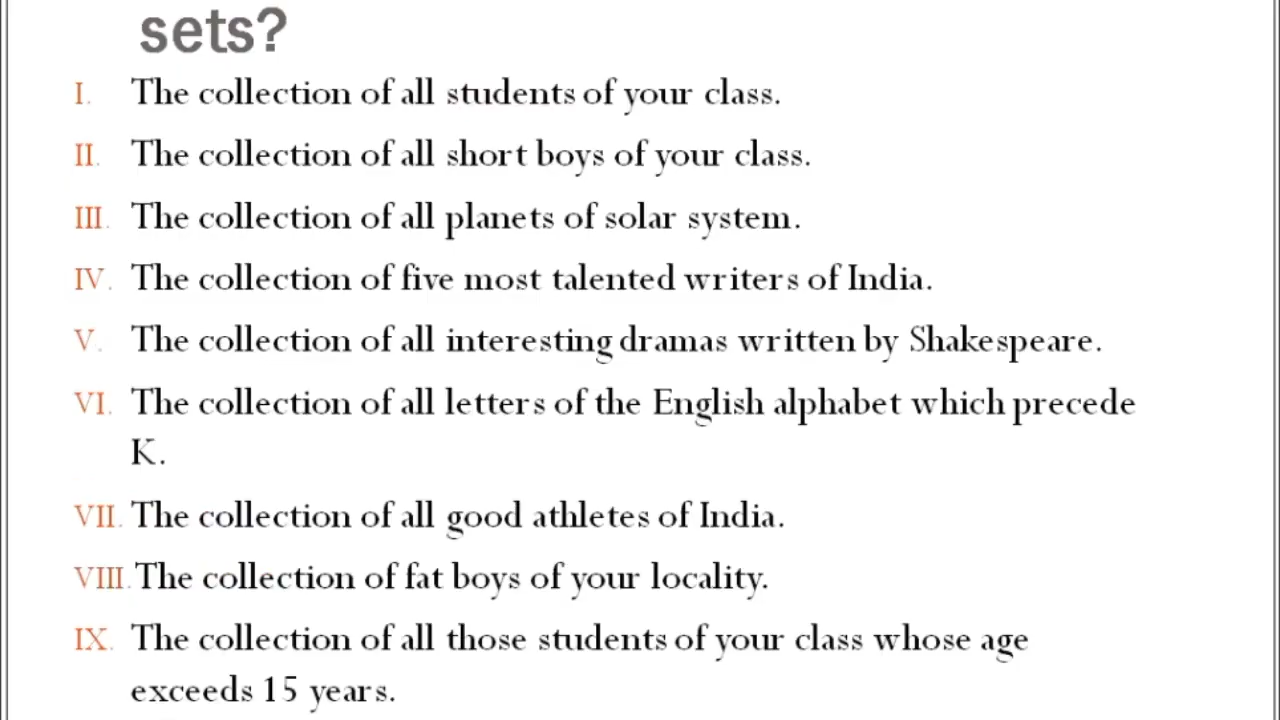 sets?
I. The collection of all students of your class.
II. The collection of all short boys of your class.
III. The collection of all planets of solar system.
IV. The collection of five most talented writers of India.
V. The collection of all interesting dramas written by Shakespeare.
VI. The collection of all letters of the English alphabet which precede
K.
VII. The collection of all good athletes of India.
VIII. The collection of fat boys of your locality.
IX. The collection of all those students of your class whose age
exceeds 15 years.